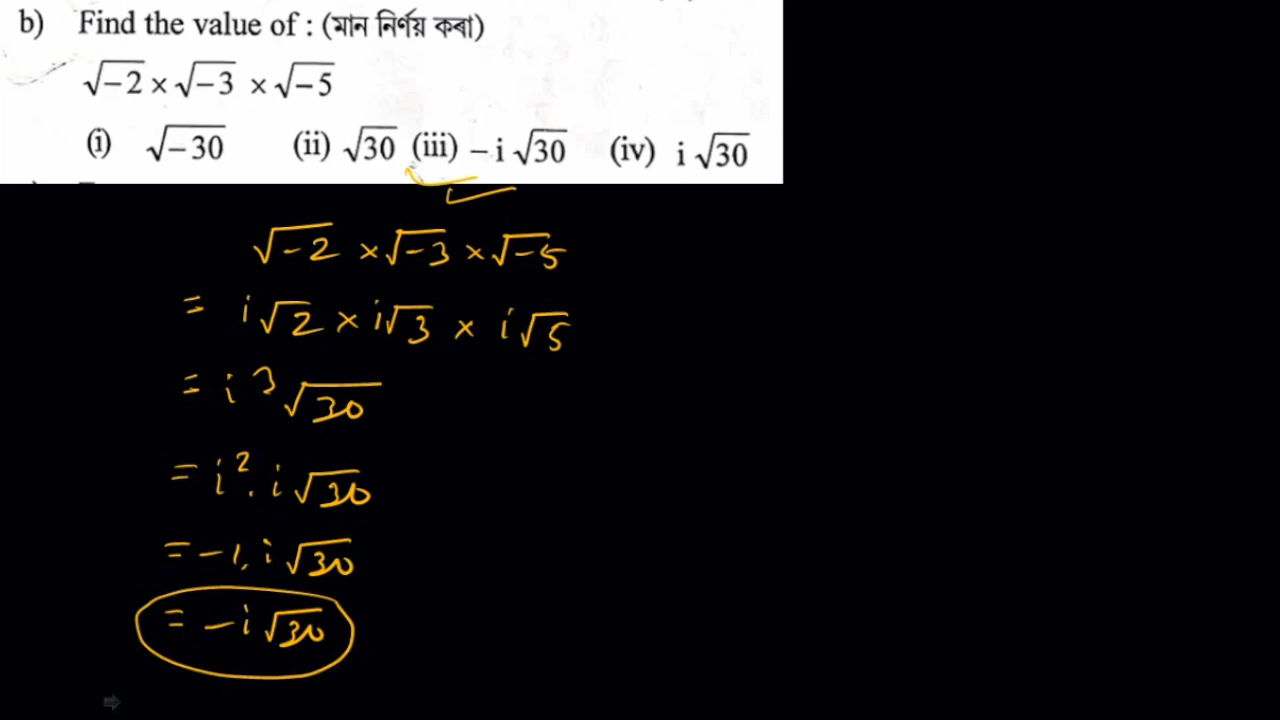 b) Find the value of : (মান নিৰ্ণয় কৰা)
√-2 × √-3 × √-5
(i) √-30 (ii) √30 (iii) – i √30 (iv) i √30
√-2 × √-3 × √-5
= i√2 × i√3 × i√5
= i³√30
= i². i√30
= -1. i√30
= -i√30